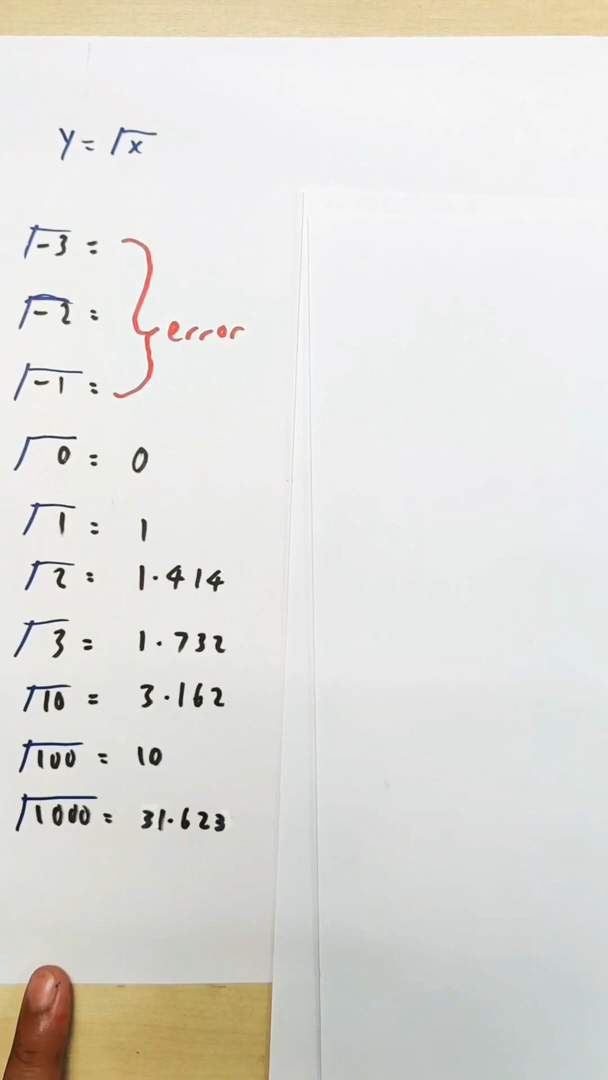 y = √x
√-3 =
√-2 =
√-1 =
error
√0 = 0
√1 = 1
√2 = 1.414
√3 = 1.732
√10 = 3.162
√100 = 10
√1000 = 31.623